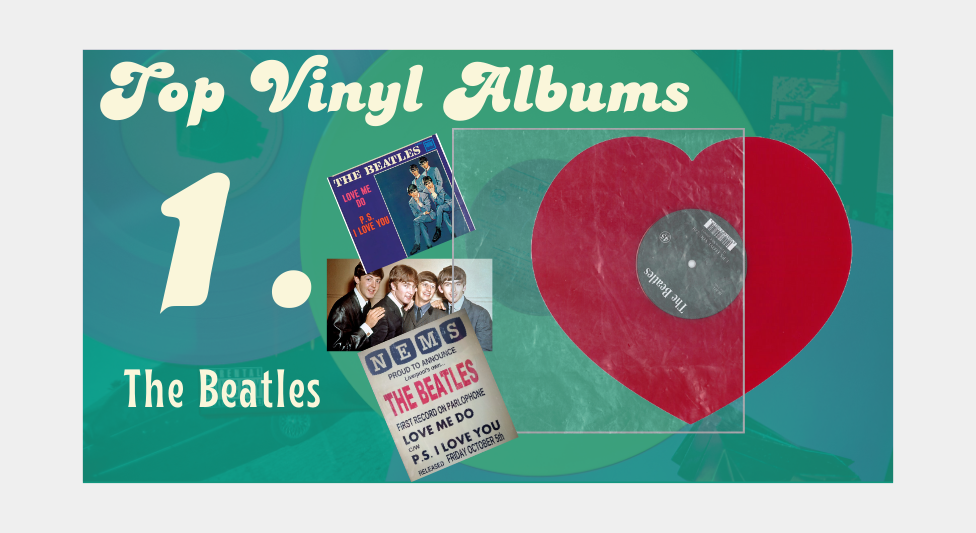 Top Vinyl Albums
1.
The Beatles
THE BEATLES
LOVE ME
DO
P.S.
I LOVE YOU
NEMS
PROUD TO ANNOUNCE
Liverpool's own...
THE BEATLES
FIRST RECORD ON PARLOPHONE
LOVE ME DO
C/W
P.S. I LOVE YOU
RELEASED FRIDAY OCTOBER 5th
The Beatles
45